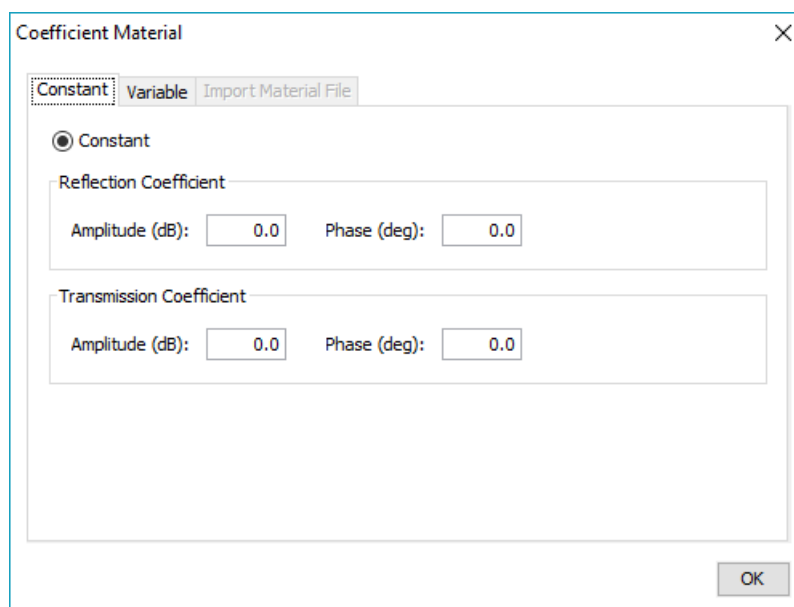 Coefficient Material
Constant Variable Import Material File
Constant
Reflection Coefficient
Amplitude (dB): 0.0 Phase (deg): 0.0
Transmission Coefficient
Amplitude (dB): 0.0 Phase (deg): 0.0
OK